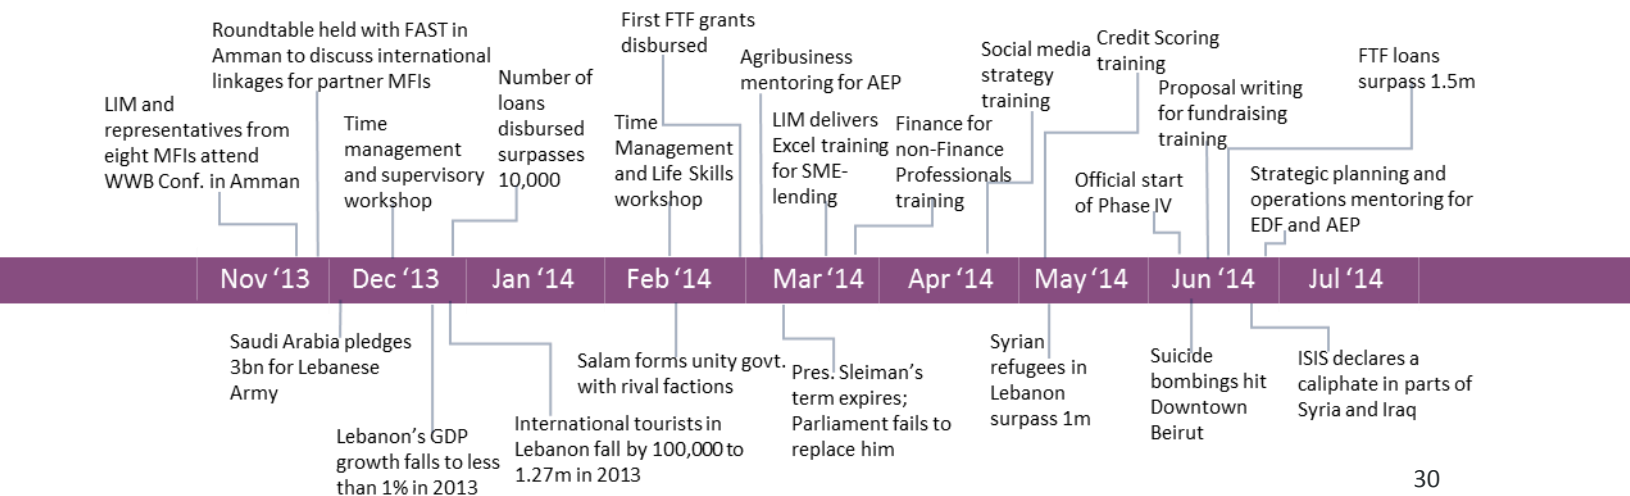 LIM and
representatives from
eight MFIs attend
WWB Conf. in Amman
Roundtable held with FAST in
Amman to discuss international
linkages for partner MFIs
Time
management
and supervisory
workshop
Number of
loans
disbursed
surpasses
10,000
First FTF grants
disbursed
Time
Management
and Life Skills
workshop
Agribusiness
mentoring for AEP
LIM delivers
Excel training
for SME-
lending
Finance for
non-Finance
Professionals
training
Social media
strategy
training
Credit Scoring
training
Official start
of Phase IV
Proposal writing
for fundraising
training
FTF loans
surpass 1.5m
Strategic planning and
operations mentoring for
EDF and AEP
Nov ‘13 Dec ‘13 Jan ‘14 Feb ‘14 Mar ‘14 Apr ‘14 May ‘14 Jun ‘14 Jul ‘14
Saudi Arabia pledges
3bn for Lebanese
Army
Lebanon’s GDP
growth falls to less
than 1% in 2013
International tourists in
Lebanon fall by 100,000 to
1.27m in 2013
Salam forms unity govt.
with rival factions
Pres. Sleiman’s
term expires;
Parliament fails to
replace him
Syrian
refugees in
Lebanon
surpass 1m
Suicide
bombings hit
Downtown
Beirut
ISIS declares a
caliphate in parts of
Syria and Iraq
30